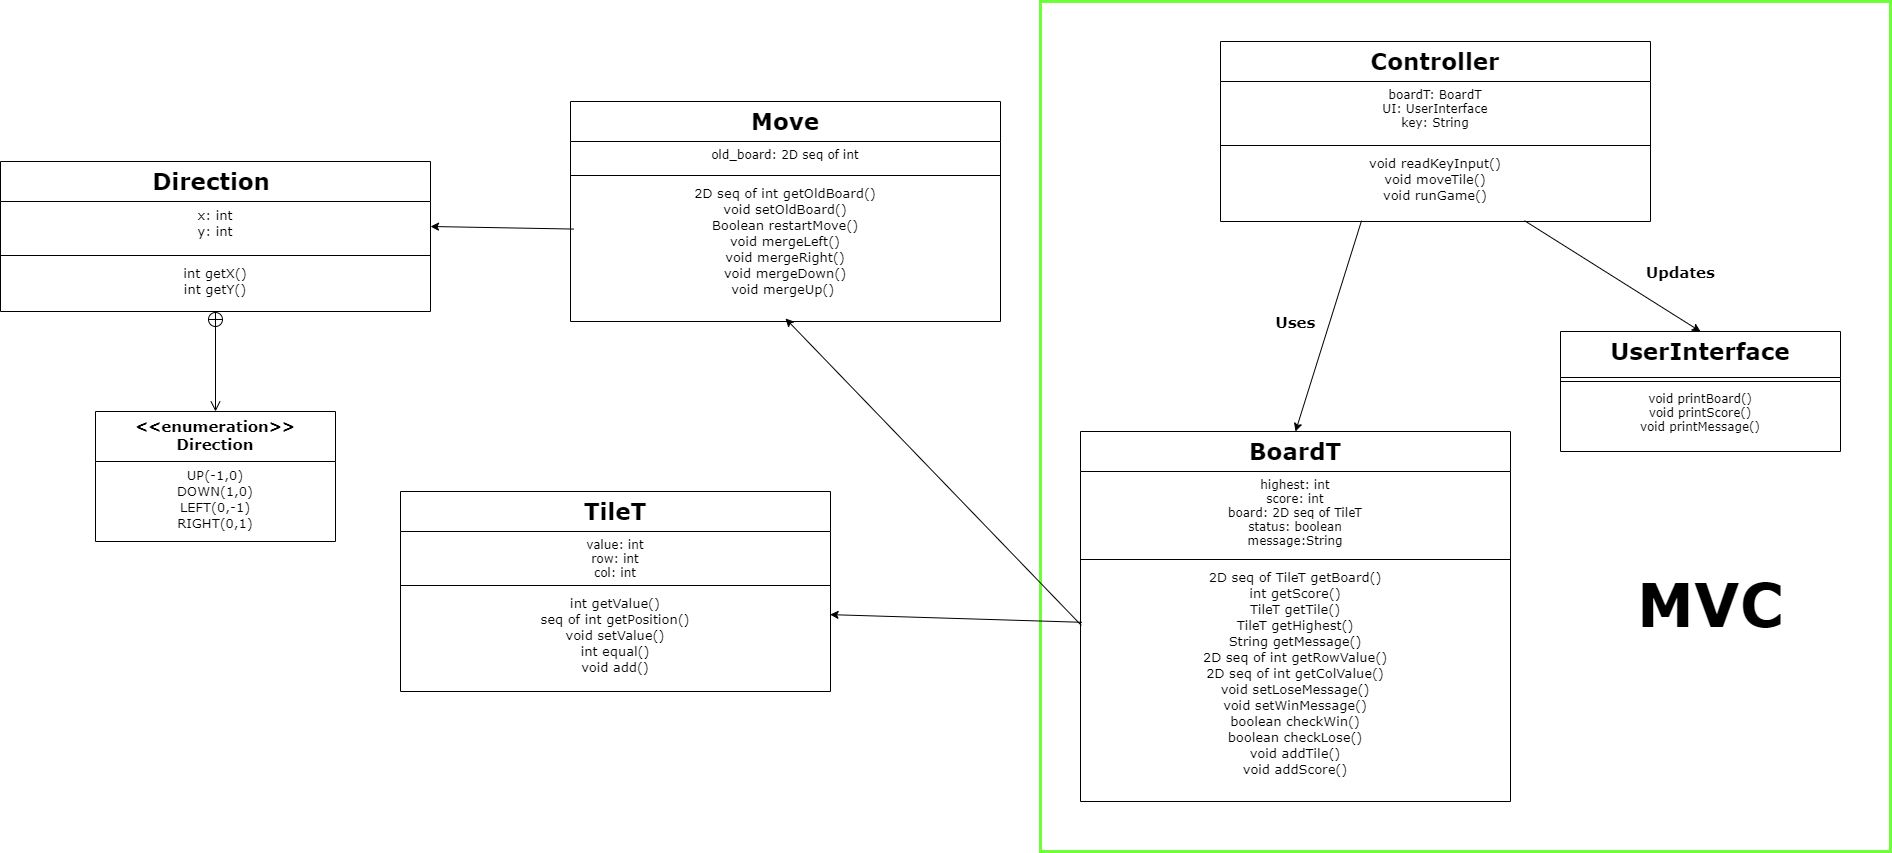 Controller
boardT: BoardT
UI: UserInterface
key: String
void readKeyInput()
void moveTile()
void runGame()
Move
old_board: 2D seq of int
2D seq of int getOldBoard()
void setOldBoard()
Boolean restartMove()
void mergeLeft()
void mergeRight()
void mergeDown()
void mergeUp()
Direction
x: int
y: int
int getX()
int getY()
Updates
Uses
UserInterface
void printBoard()
void printScore()
void printMessage()
<<enumeration>>
Direction
UP(-1,0)
DOWN(1,0)
LEFT(0,-1)
RIGHT(0,1)
TileT
value: int
row: int
col: int
int getValue()
seq of int getPosition()
void setValue()
int equal()
void add()
BoardT
highest: int
score: int
board: 2D seq of TileT
status: boolean
message:String
2D seq of TileT getBoard()
int getScore()
TileT getTile()
TileT getHighest()
String getMessage()
2D seq of int getRowValue()
2D seq of int getColValue()
void setLoseMessage()
void setWinMessage()
boolean checkWin()
boolean checkLose()
void addTile()
void addScore()
MVC